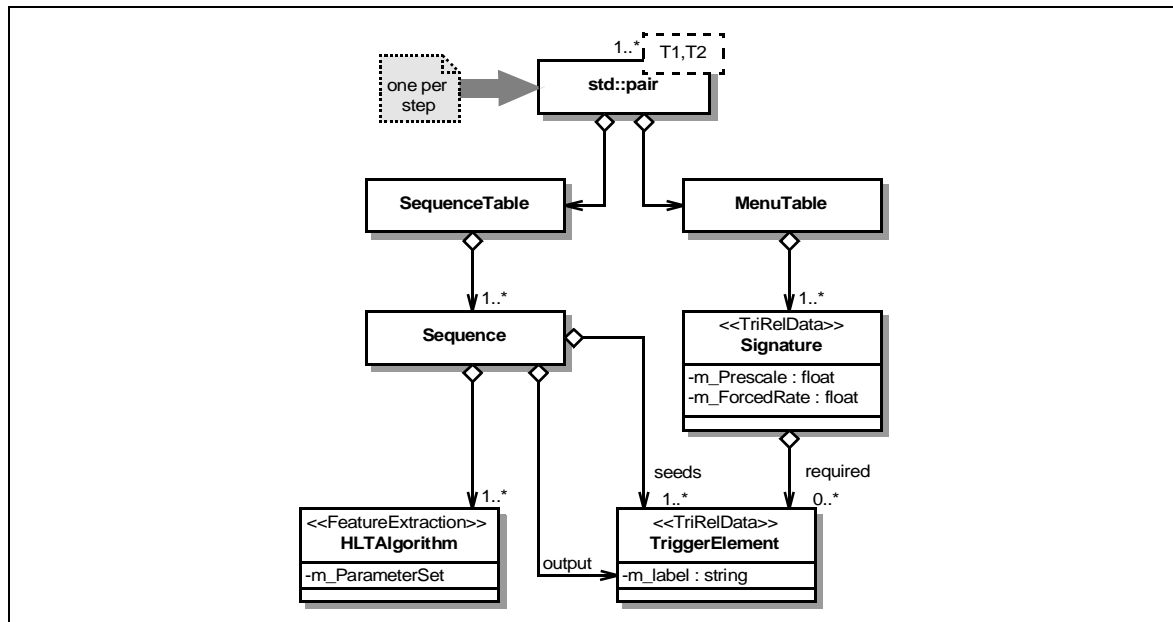 1..*
T1,T2
one per
step
std::pair
SequenceTable
MenuTable
1..*
1..*
Sequence
<<TriRelData>>
Signature
-m_Prescale : float
-m_ForcedRate : float
seeds
required
1..*
1..*
0..*
<<FeatureExtraction>>
HLTAlgorithm
-m_ParameterSet
output
<<TriRelData>>
TriggerElement
-m_label : string